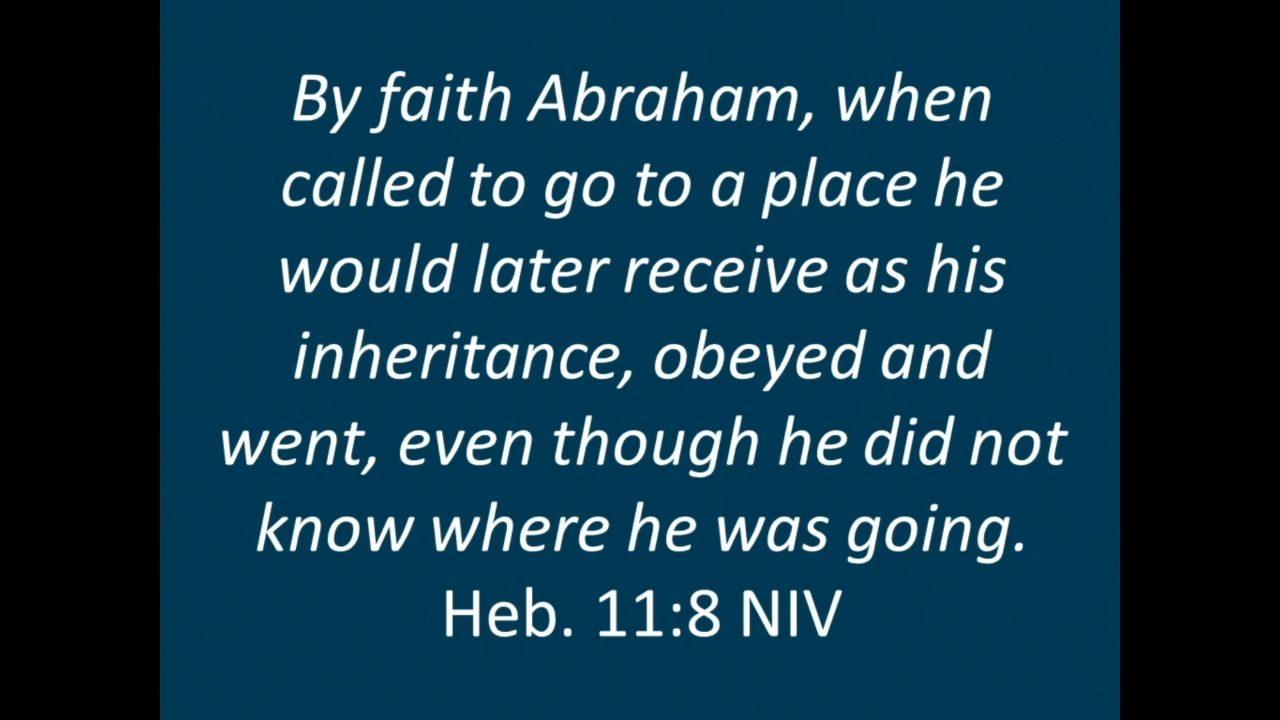 By faith Abraham, when
called to go to a place he
would later receive as his
inheritance, obeyed and
went, even though he did not
know where he was going.
Heb. 11:8 NIV